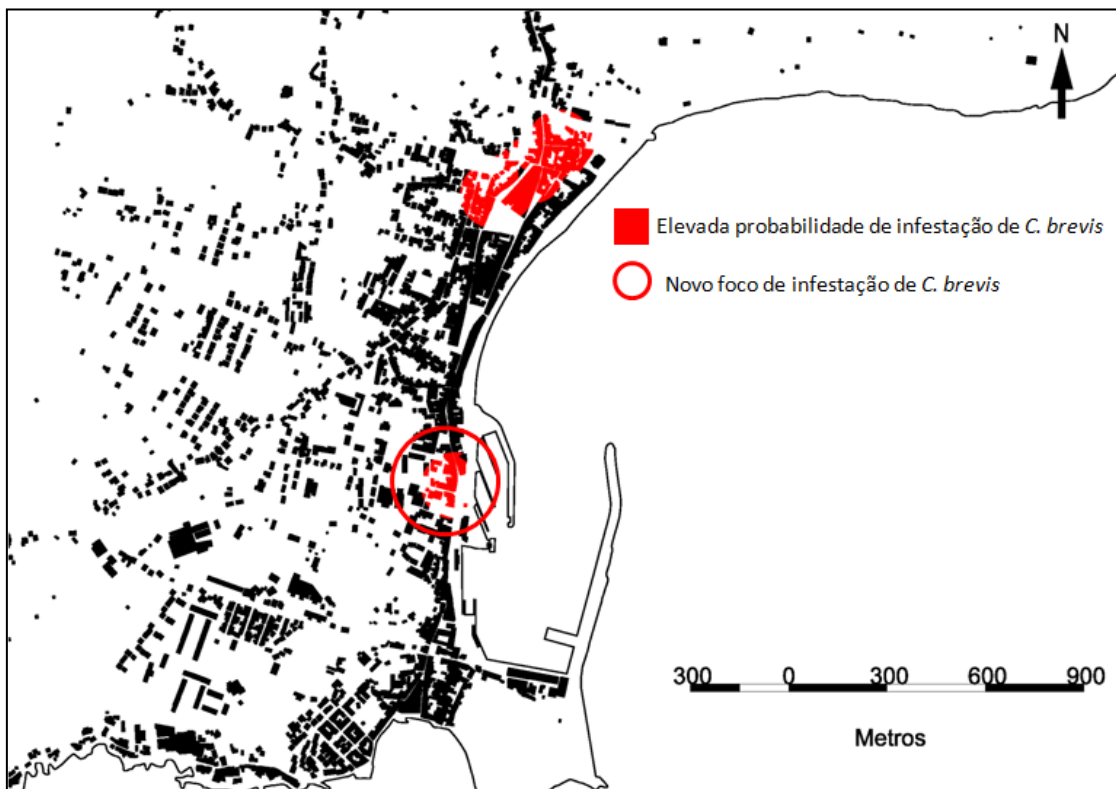 N
Elevada probabilidade de infestação de C. brevis
Novo foco de infestação de C. brevis
300 0 300 600 900
Metros